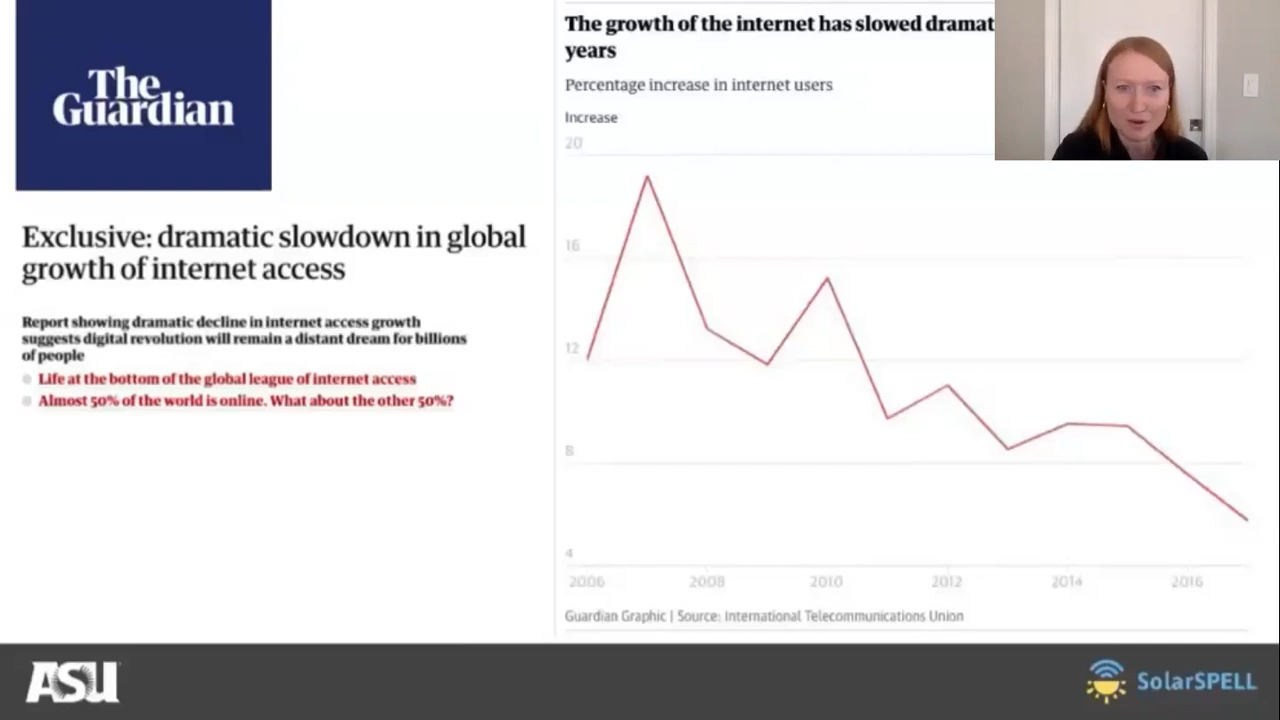 The
Guardian
Exclusive: dramatic slowdown in global
growth of internet access
Report showing dramatic decline in internet access growth
suggests digital revolution will remain a distant dream for billions
of people
Life at the bottom of the global league of internet access
Almost 50% of the world is online. What about the other 50%?
The growth of the internet has slowed dramat
years
Percentage increase in internet users
Increase
20
16
12
8
4
2006 2008 2010 2012 2014 2016
Guardian Graphic | Source: International Telecommunications Union
ASU
SolarSPELL